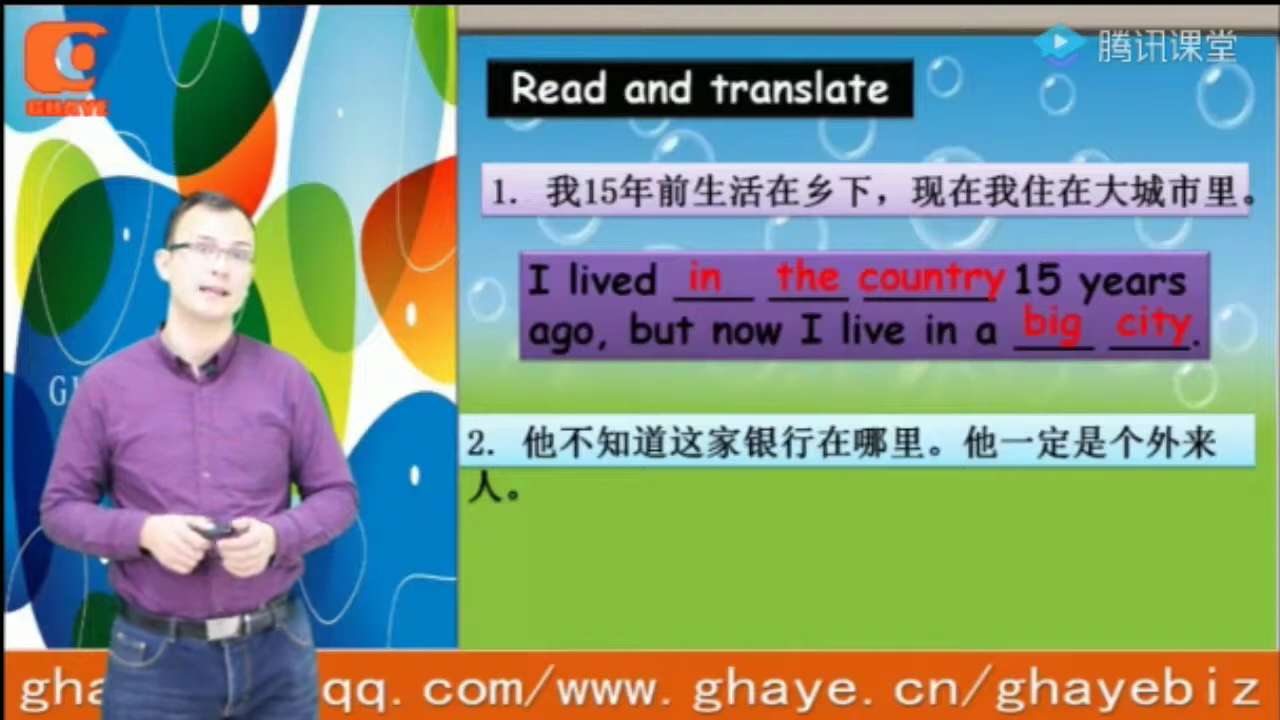 GHAYE
腾讯课堂
Read and translate
1. 我15年前生活在乡下，现在我住在大城市里。
I lived in the country 15 years
ago, but now I live in a big city.
2. 他不知道这家银行在哪里。他一定是个外来
人。
qq. com/www. ghaye. cn/ghayebiz